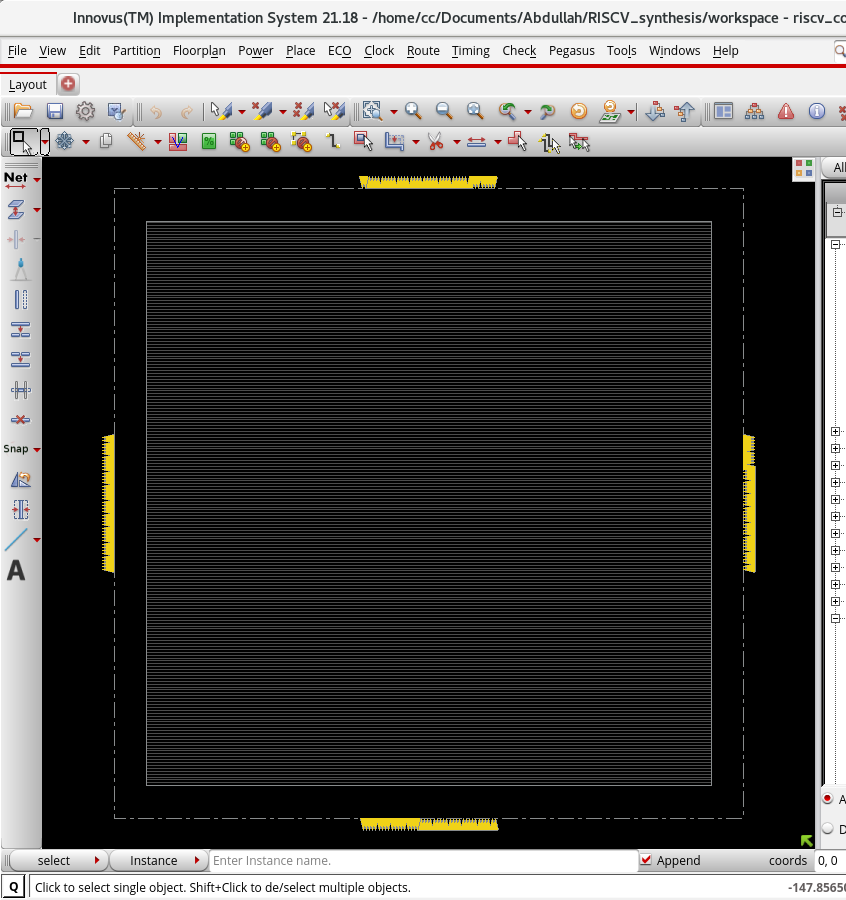 Innovus(TM) Implementation System 21.18 - /home/cc/Documents/Abdullah/RISCV_synthesis/workspace - riscv_co
File View Edit Partition Floorplan Power Place ECO Clock Route Timing Check Pegasus Tools Windows Help
Layout
All
Net
Snap
A
A
D
select Instance Enter Instance name. Append coords 0, 0
Q Click to select single object. Shift+Click to de/select multiple objects. -147.8565